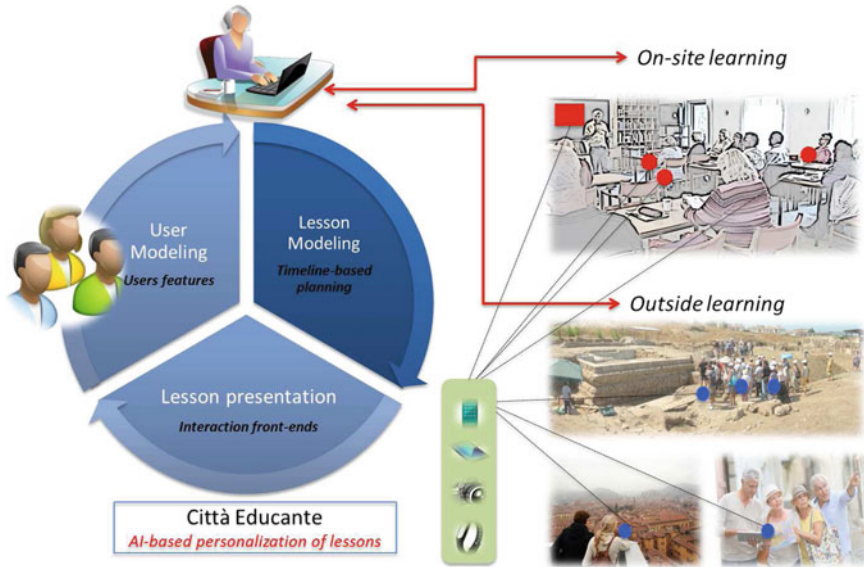 On-site learning
User
Modeling
Users features
Lesson
Modeling
Timeline-based
planning
Outside learning
Lesson presentation
Interaction front-ends
Città Educante
AI-based personalization of lessons